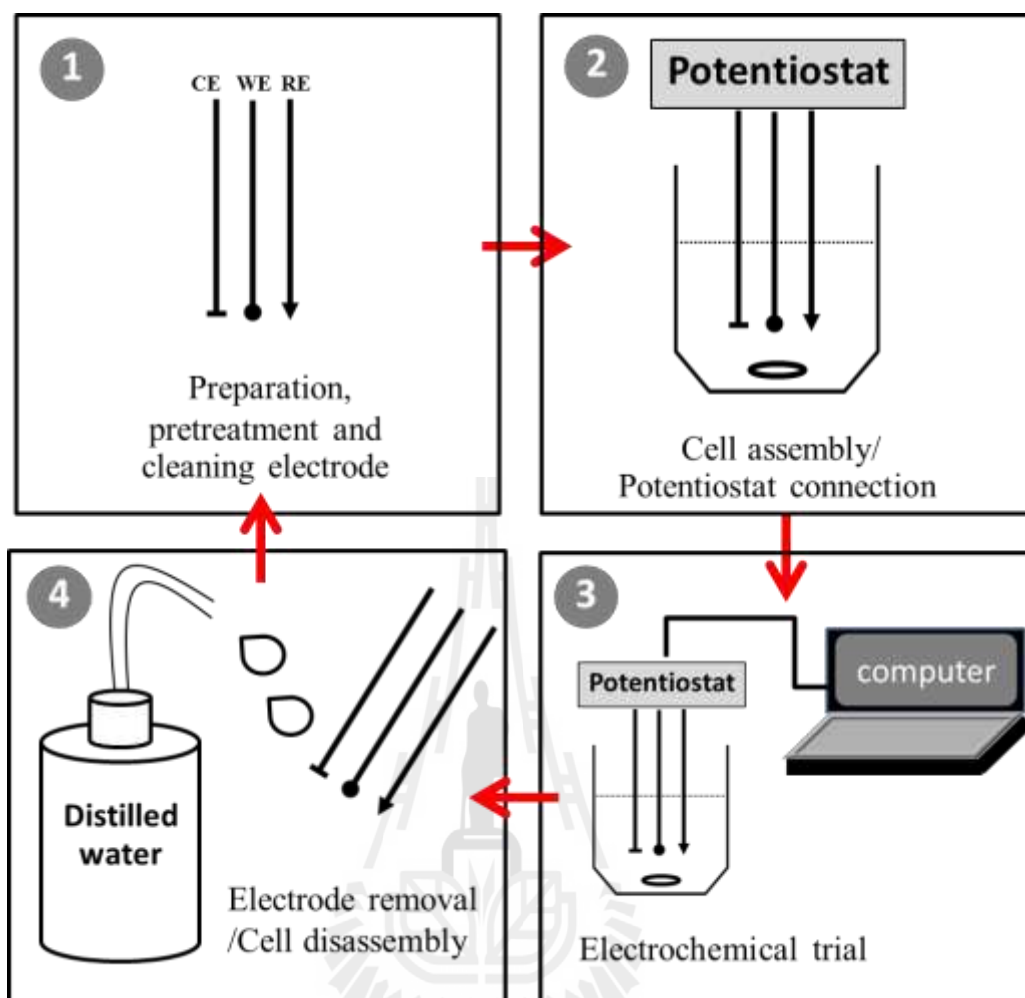 1
CE WE RE
Preparation,
pretreatment and
cleaning electrode
2
Potentiostat
Cell assembly/
Potentiostat connection
3
Potentiostat
computer
Electrochemical trial
4
Distilled
water
Electrode removal
/Cell disassembly